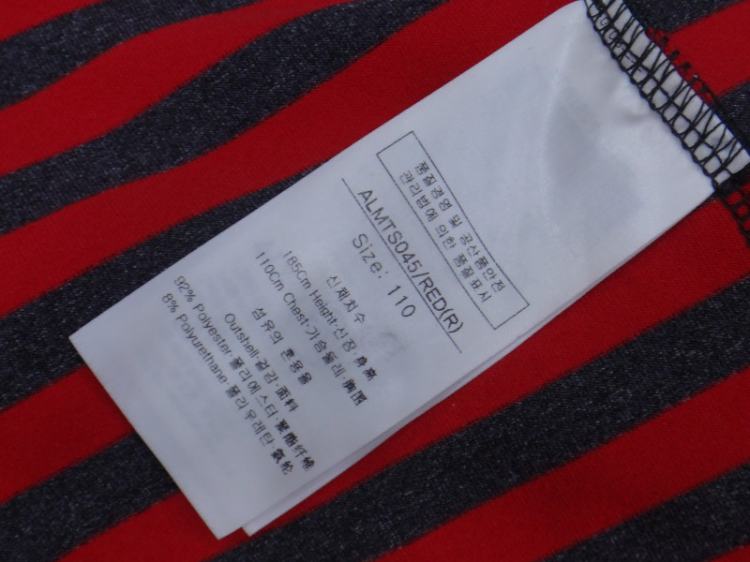 품질경영 및 공산품안전
관리법에 의한 품질표시
ALMTS045/RED(R)
Size: 110
신체치수
185Cm Height·신장·身高
110Cm Chest·가슴둘레·胸围
섬유의 혼용율
Outshell·겉감·面料
92% Polyester·폴리에스터·聚酯纤维
8% Polyurethane·폴리우레탄·氨纶